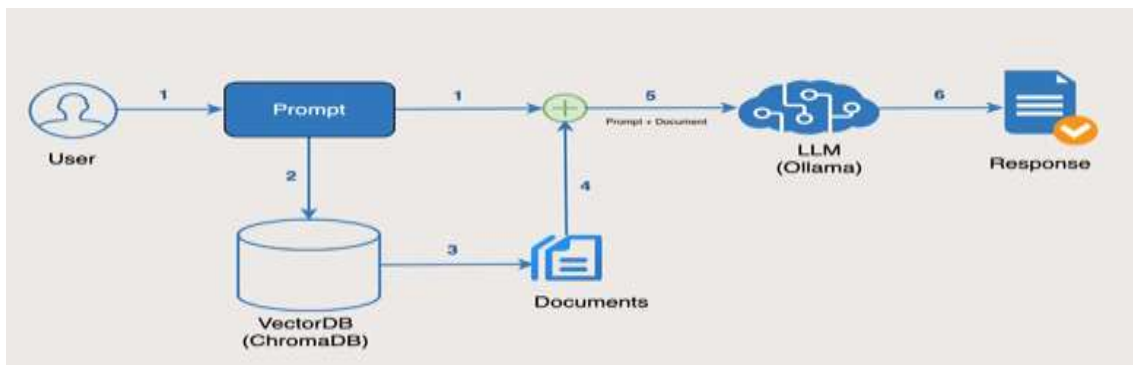 1
Prompt
1
5
Prompt + Document
6
User
LLM
(Ollama)
Response
2
4
3
Documents
VectorDB
(ChromaDB)